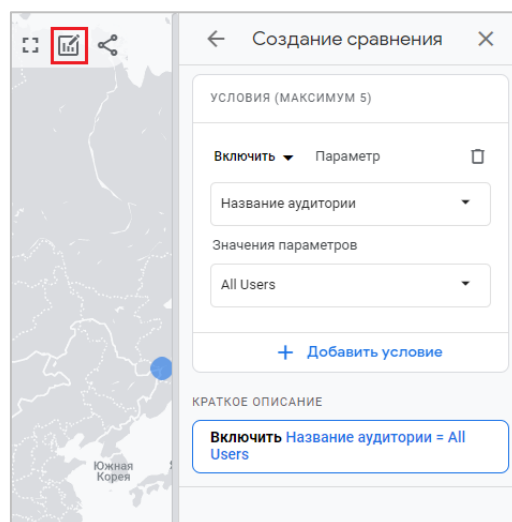 Создание сравнения
УСЛОВИЯ (МАКСИМУМ 5)
Включить Параметр
Название аудитории
Значения параметров
All Users
+ Добавить условие
КРАТКОЕ ОПИСАНИЕ
Включить Название аудитории = All
Users
Южная
Корея